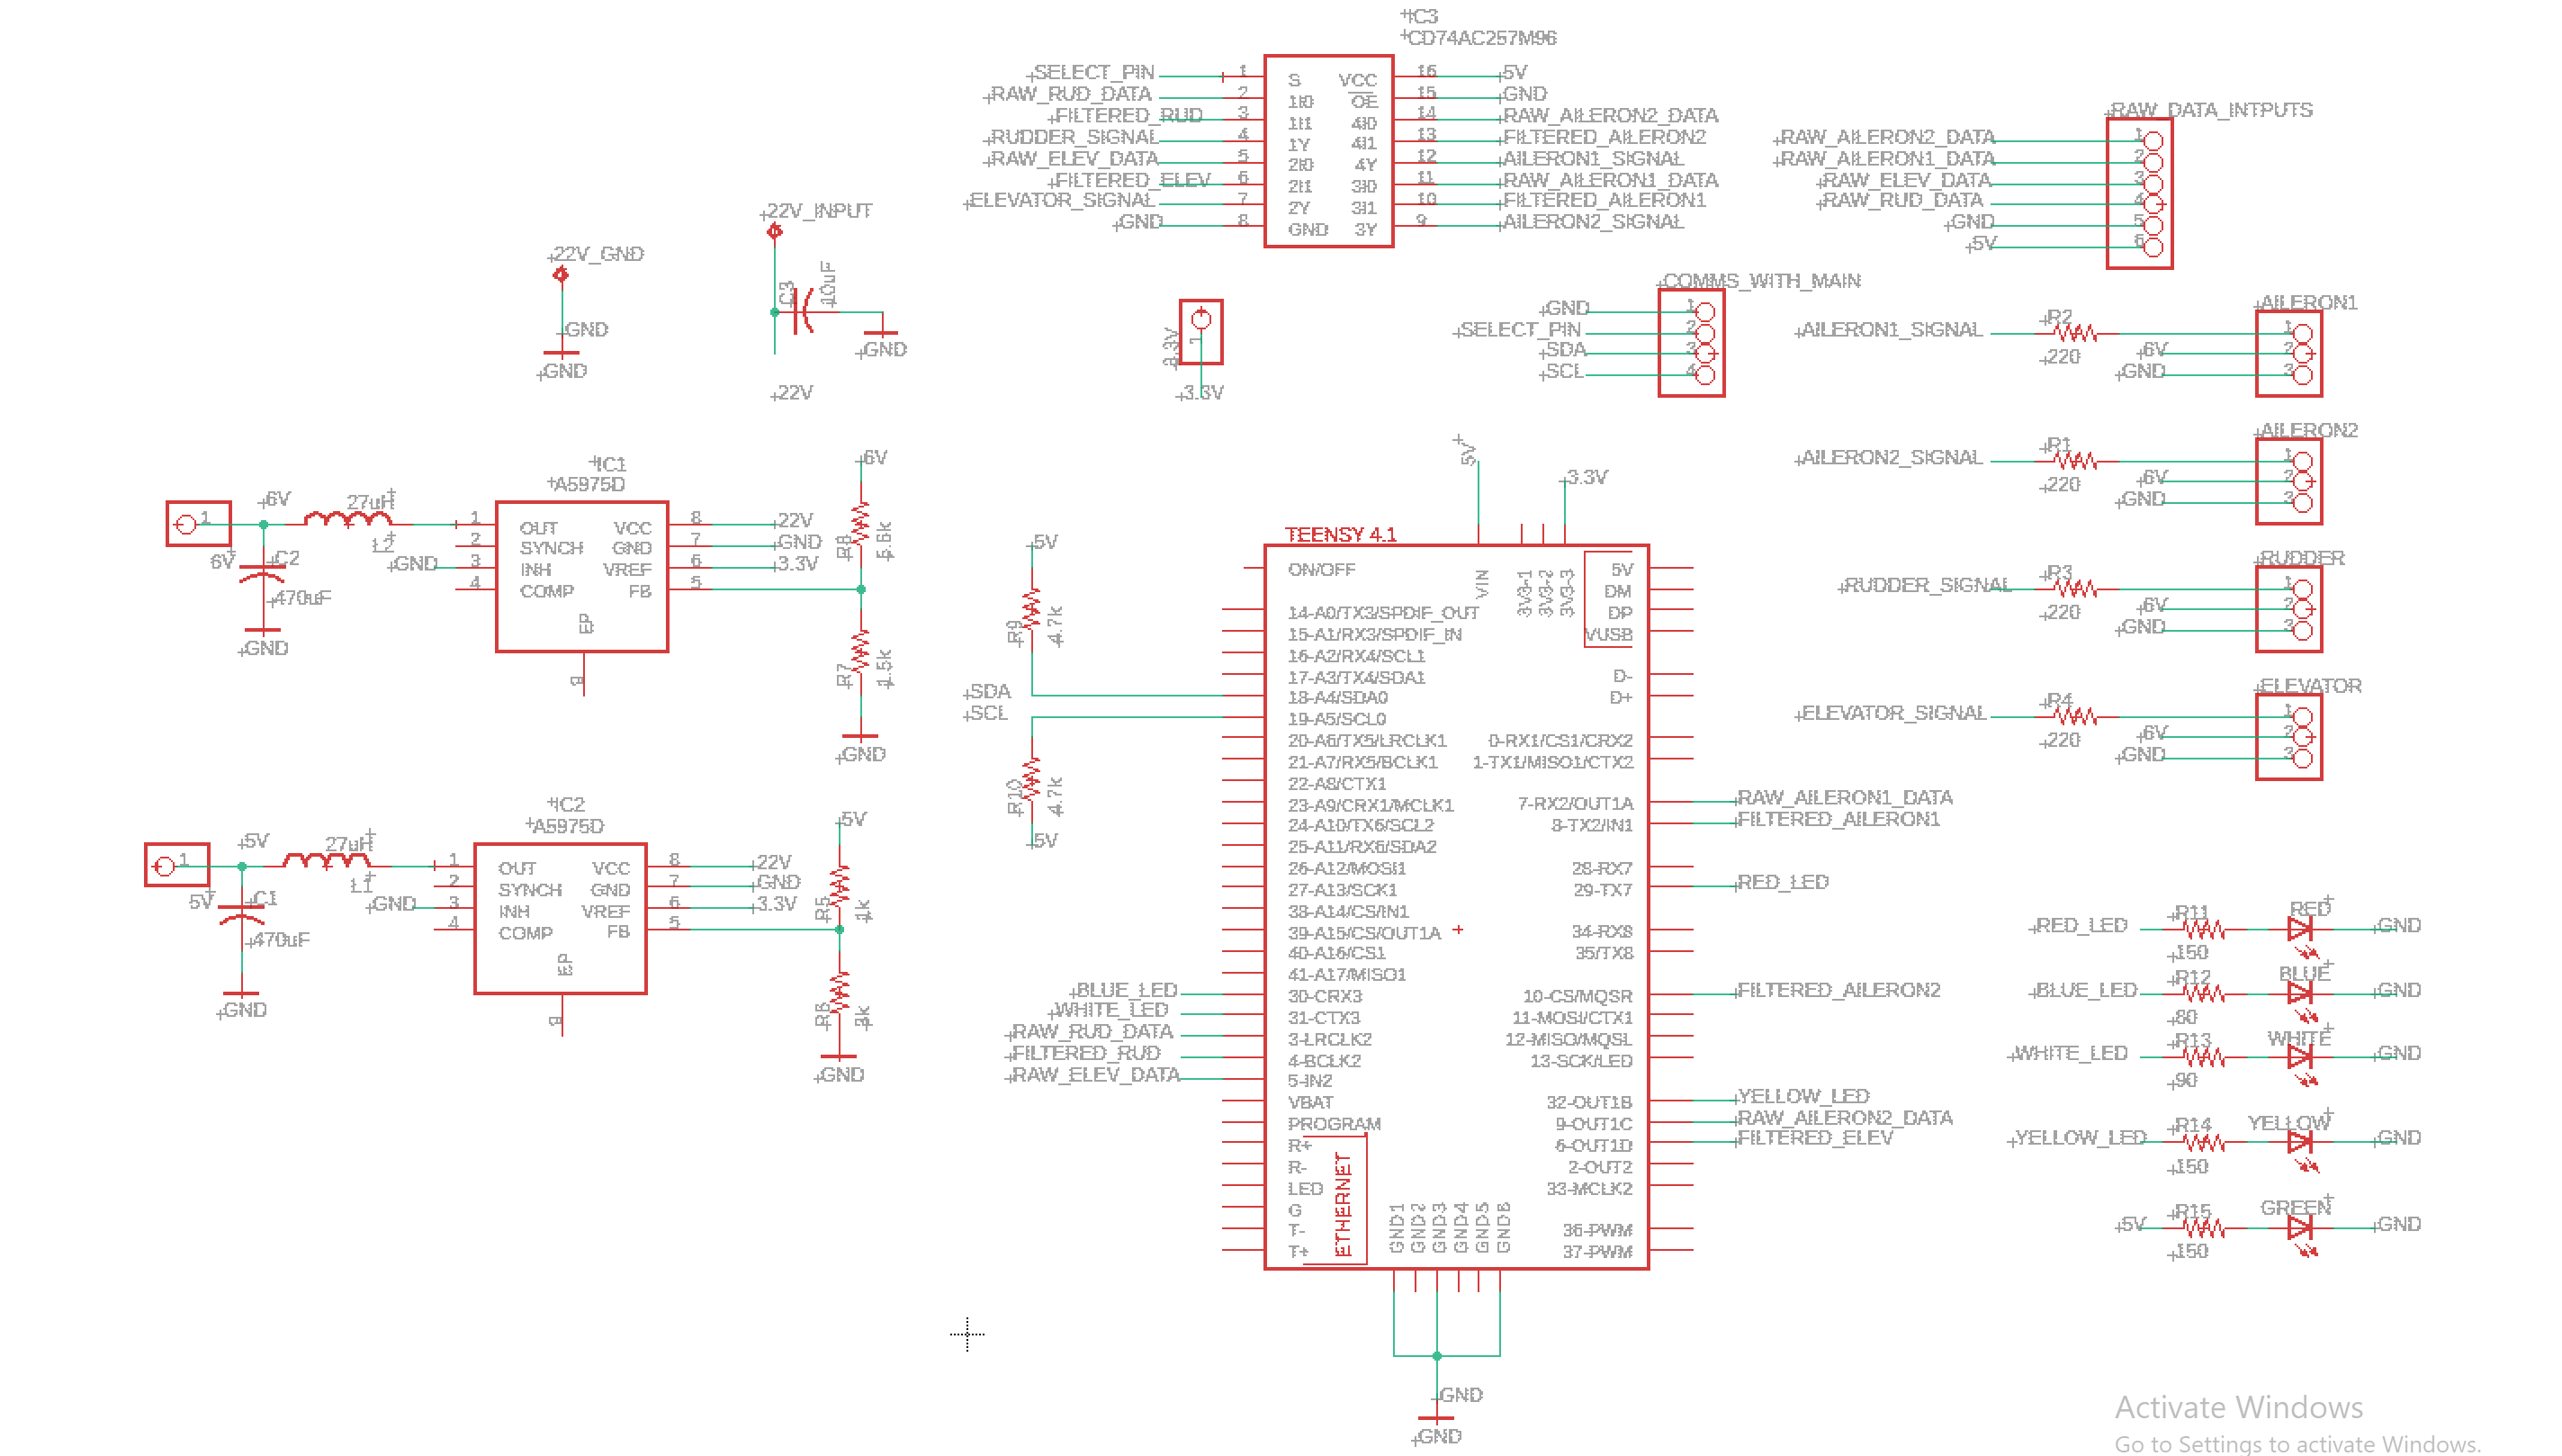 IC3
CD74AC257M96
SELECT_PIN 1 S VCC 16 5V
RAW_RUD_DATA 2 1I0 OE 15 GND
FILTERED_RUD 3 1I1 4I0 14 RAW_AILERON2_DATA
RUDDER_SIGNAL 4 1Y 4I1 13 FILTERED_AILERON2
RAW_ELEV_DATA 5 2I0 4Y 12 AILERON1_SIGNAL
FILTERED_ELEV 6 2I1 3I0 11 RAW_AILERON1_DATA
ELEVATOR_SIGNAL 7 2Y 3I1 10 FILTERED_AILERON1
GND 8 GND 3Y 9 AILERON2_SIGNAL
RAW_DATA_INTPUTS
RAW_AILERON2_DATA 1
RAW_AILERON1_DATA 2
RAW_ELEV_DATA 3
RAW_RUD_DATA 4
GND 5
5V 6
22V_GND
GND
GND
22V_INPUT
C3
10uF
GND
22V
3.3V
1
3.3V
COMMS_WITH_MAIN
GND 1
SELECT_PIN 2
SDA 3
SCL 4
AILERON1
AILERON1_SIGNAL R2 1
220 6V 2
GND 3
AILERON2
AILERON2_SIGNAL R1 1
220 6V 2
GND 3
RUDDER
RUDDER_SIGNAL R3 1
220 6V 2
GND 3
ELEVATOR
ELEVATOR_SIGNAL R4 1
220 6V 2
GND 3
IC1
A5975D
1 6V 27uH 1 OUT VCC 8 22V
L2 2 SYNCH GND 7 GND
6V C2 GND 3 INH VREF 6 3.3V
4 COMP FB 5
470uF
EP
9
GND
6V
R8
5.6k
R7
1.5k
GND
IC2
A5975D
1 5V 27uH 1 OUT VCC 8 22V
L1 2 SYNCH GND 7 GND
5V C1 GND 3 INH VREF 6 3.3V
4 COMP FB 5
470uF
EP
9
GND
5V
R5
1k
R6
3k
GND
5V
R9
4.7k
SDA
SCL
R10
4.7k
5V
5V
3.3V
TEENSY 4.1
VIN
3V3-1
3V3-2
3V3-3
ON/OFF
14-A0/TX3/SPDIF_OUT
15-A1/RX3/SPDIF_IN
16-A2/RX4/SCL1
17-A3/TX4/SDA1
18-A4/SDA0
19-A5/SCL0
20-A6/TX5/LRCLK1
21-A7/RX5/BCLK1
22-A8/CTX1
23-A9/CRX1/MCLK1
24-A10/TX6/SCL2
25-A11/RX6/SDA2
26-A12/MOSI1
27-A13/SCK1
38-A14/CS/IN1
39-A15/CS/OUT1A
40-A16/CS1
41-A17/MISO1
BLUE_LED 30-CRX3
WHITE_LED 31-CTX3
RAW_RUD_DATA 3-LRCLK2
FILTERED_RUD 4-BCLK2
RAW_ELEV_DATA 5-IN2
VBAT
PROGRAM
R+
R-
LED
G
T-
T+
ETHERNET
5V
DM
DP
VUSB
D-
D+
0-RX1/CS1/CRX2
1-TX1/MISO1/CTX2
7-RX2/OUT1A RAW_AILERON1_DATA
8-TX2/IN1 FILTERED_AILERON1
28-RX7
29-TX7 RED_LED
34-RX8
35/TX8
10-CS/MQSR FILTERED_AILERON2
11-MOSI/CTX1
12-MISO/MQSL
13-SCK/LED
32-OUT1B YELLOW_LED
9-OUT1C RAW_AILERON2_DATA
6-OUT1D FILTERED_ELEV
2-OUT2
33-MCLK2
36-PWM
37-PWM
GND1
GND2
GND3
GND4
GND5
GND6
GND
GND
RED_LED R11 RED GND
150
BLUE_LED R12 BLUE GND
80
WHITE_LED R13 WHITE GND
90
YELLOW_LED R14 YELLOW GND
150
5V R15 GREEN GND
150
Activate Windows
Go to Settings to activate Windows.